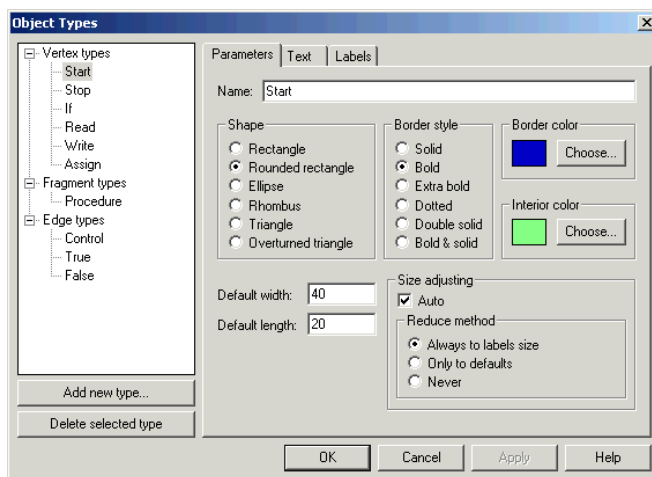 Object Types
Vertex types
Start
Stop
If
Read
Write
Assign
Fragment types
Procedure
Edge types
Control
True
False
Add new type...
Delete selected type
Parameters Text Labels
Name: Start
Shape
Rectangle
Rounded rectangle
Ellipse
Rhombus
Triangle
Overturned triangle
Border style
Solid
Bold
Extra bold
Dotted
Double solid
Bold & solid
Border color
Choose...
Interior color
Choose...
Default width: 40
Default length: 20
Size adjusting
Auto
Reduce method
Always to labels size
Only to defaults
Never
OK Cancel Apply Help